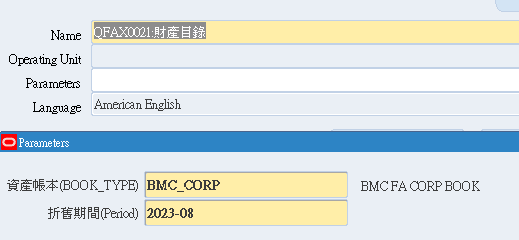 Name QFAX0021:財產目錄
Operating Unit
Parameters
Language American English
Parameters
資產帳本(BOOK_TYPE) BMC_CORP BMC FA CORP BOOK
折舊期間(Period) 2023-08